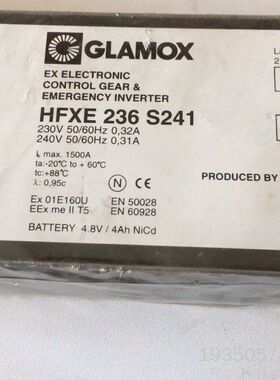 GLAMOX
EX ELECTRONIC
CONTROL GEAR &
EMERGENCY INVERTER
HFXE 236 S241
230V 50/60Hz 0,32A
240V 50/60Hz 0,31A
max. 1500A
ta:-20°C to + 60°C
tc:+88°C
λ: 0,95c
N
PRODUCED BY
Ex 01E160U EN 50028
EEx me II T5 EN 60928
BATTERY 4.8V / 4Ah NiCd